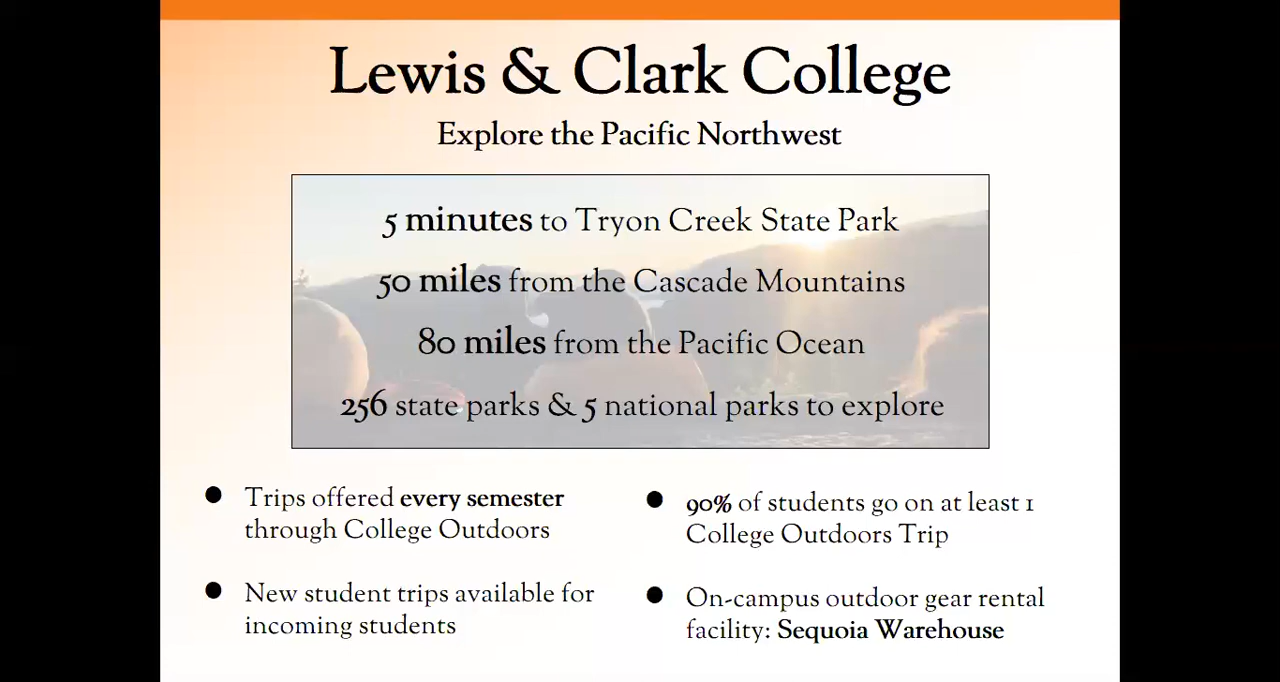 Lewis & Clark College
Explore the Pacific Northwest
5 minutes to Tryon Creek State Park
50 miles from the Cascade Mountains
80 miles from the Pacific Ocean
256 state parks & 5 national parks to explore
● Trips offered every semester
through College Outdoors
● New student trips available for
incoming students
● 90% of students go on at least 1
College Outdoors Trip
● On-campus outdoor gear rental
facility: Sequoia Warehouse